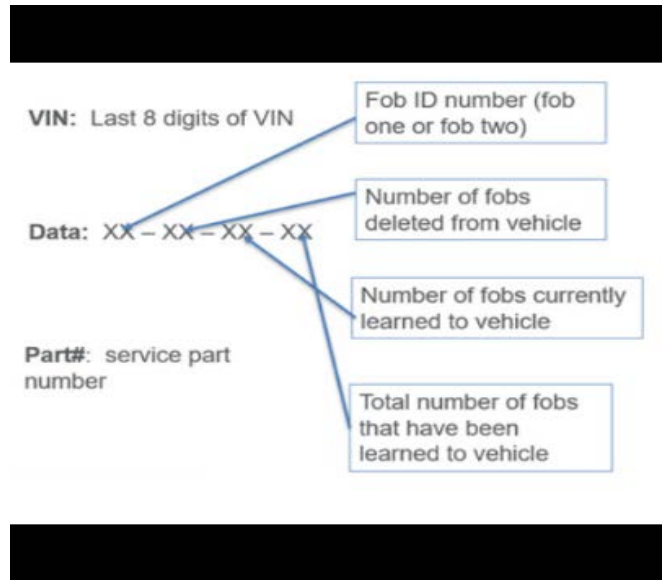 VIN: Last 8 digits of VIN
Fob ID number (fob
one or fob two)
Number of fobs
deleted from vehicle
Data: XX – XX – XX – XX
Number of fobs currently
learned to vehicle
Part#: service part
number
Total number of fobs
that have been
learned to vehicle